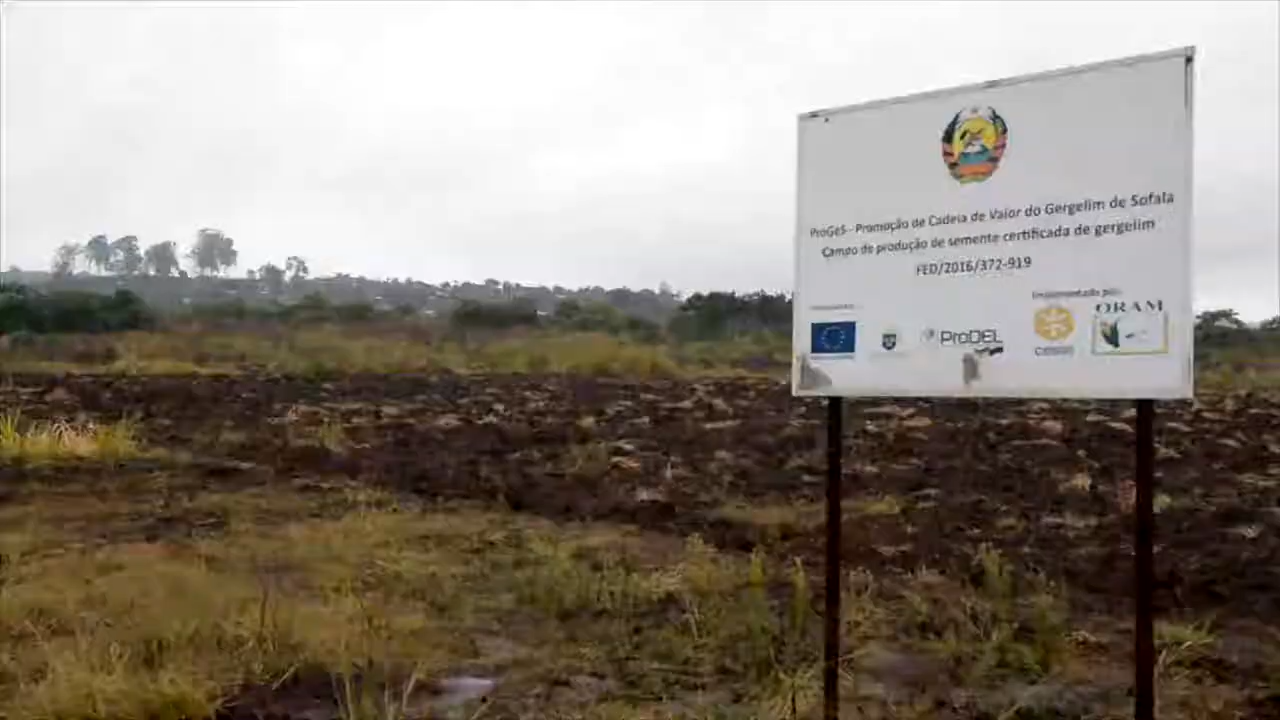 ProGeS - Promoção de Cadeia de Valor do Gergelim de Sofala
Campo de produção de semente certificada de gergelim
FED/2016/372-919
Implementado por:
ProDEL
ORAM